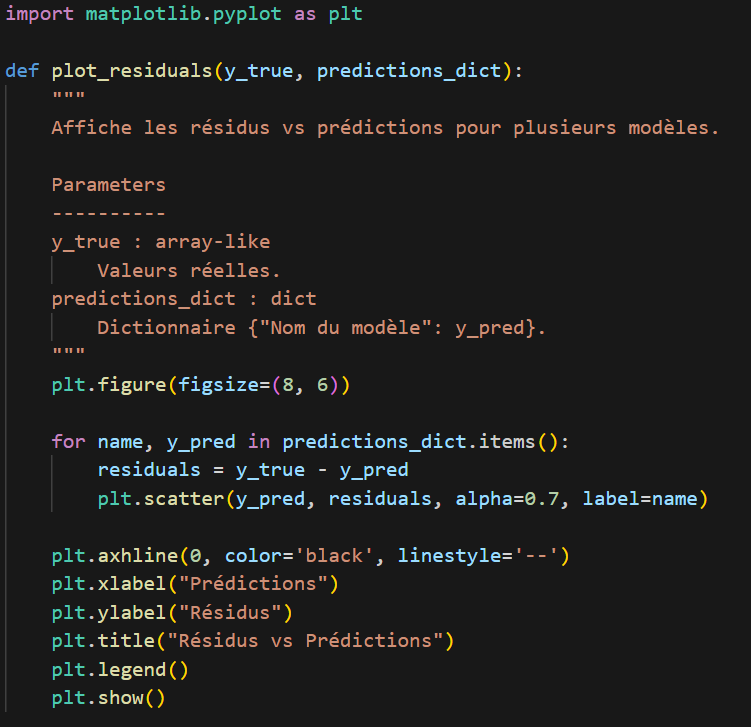 import matplotlib.pyplot as plt

def plot_residuals(y_true, predictions_dict):
    """
    Affiche les résidus vs prédictions pour plusieurs modèles.

    Parameters
    ----------
    y_true : array-like
        Valeurs réelles.
    predictions_dict : dict
        Dictionnaire {"Nom du modèle": y_pred}.
    """
    plt.figure(figsize=(8, 6))

    for name, y_pred in predictions_dict.items():
        residuals = y_true - y_pred
        plt.scatter(y_pred, residuals, alpha=0.7, label=name)

    plt.axhline(0, color='black', linestyle='--')
    plt.xlabel("Prédictions")
    plt.ylabel("Résidus")
    plt.title("Résidus vs Prédictions")
    plt.legend()
    plt.show()